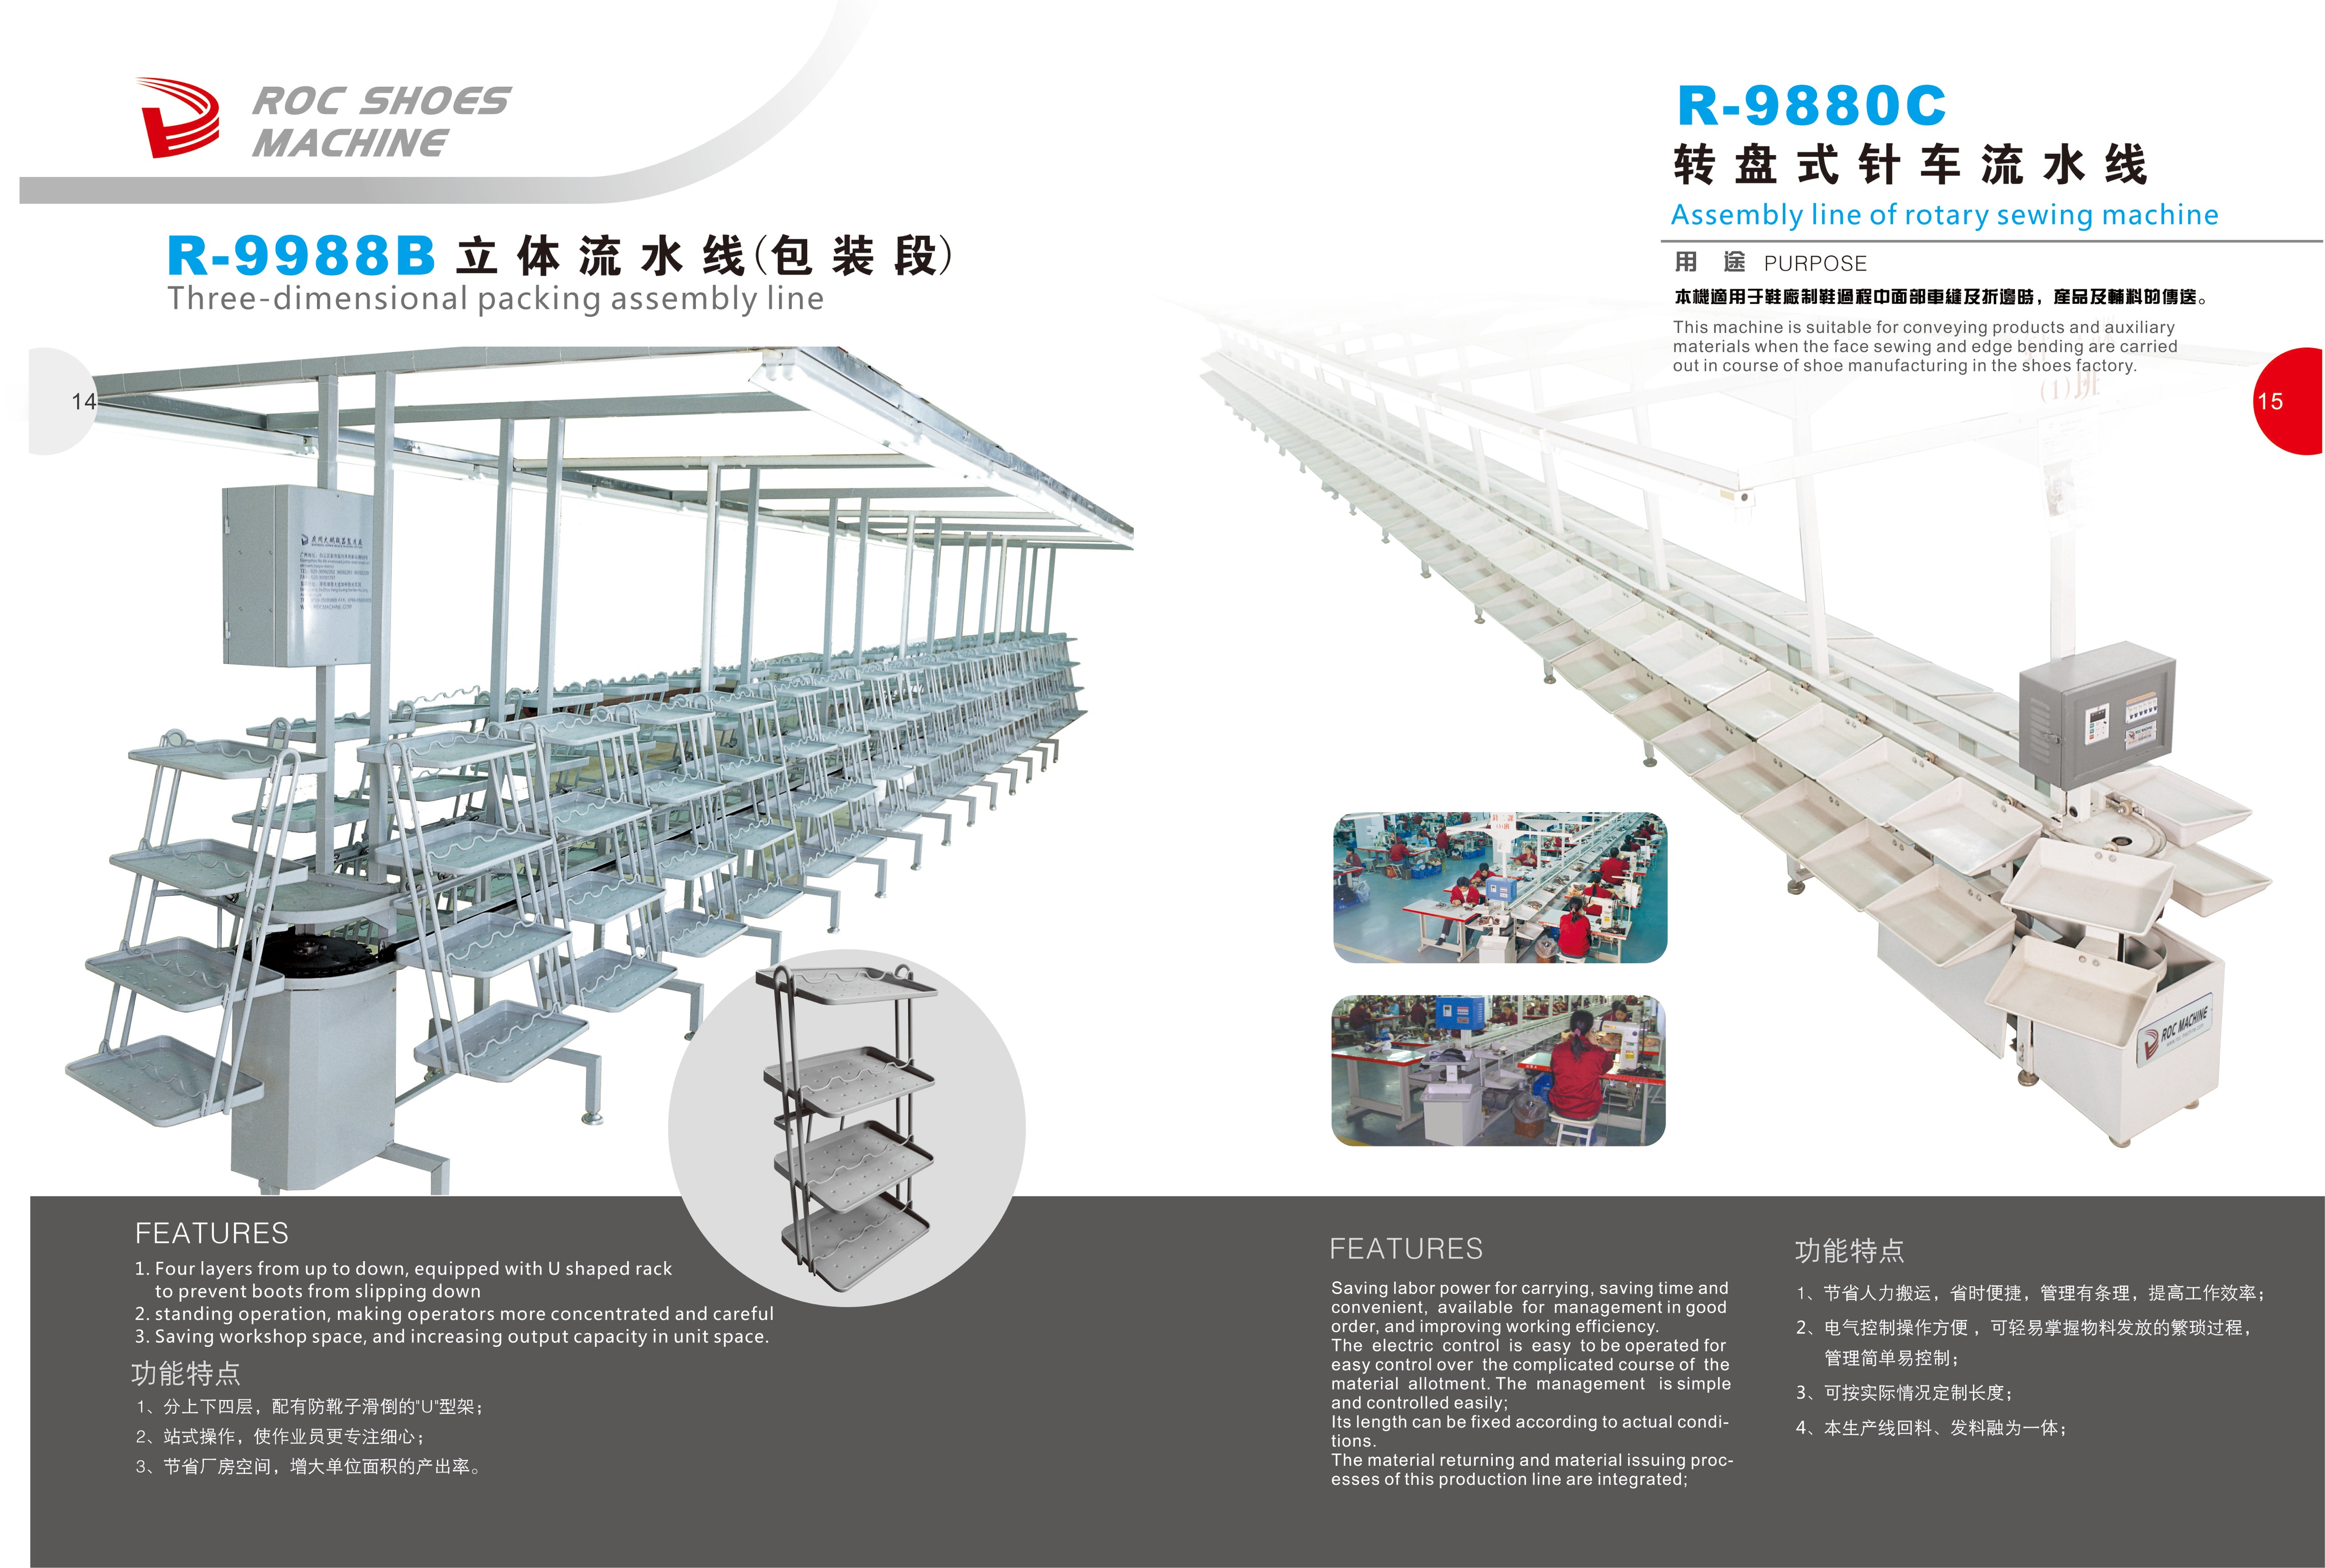 ROC SHOES
MACHINE
R-9988B 立体流水线(包装段)
Three-dimensional packing assembly line
14
WWW.ROCMACHINE.COM
FEATURES
1. Four layers from up to down, equipped with U shaped rack
to prevent boots from slipping down
2. standing operation, making operators more concentrated and careful
3. Saving workshop space, and increasing output capacity in unit space.
功能特点
1、分上下四层，配有防靴子滑倒的"U"型架；
2、站式操作，使作业员更专注细心；
3、节省厂房空间，增大单位面积的产出率。
R-9880C
转盘式针车流水线
Assembly line of rotary sewing machine
用途 PURPOSE
本機適用于鞋廠制鞋過程中面部車縫及折邊時，産品及輔料的傳送。
This machine is suitable for conveying products and auxiliary
materials when the face sewing and edge bending are carried
out in course of shoe manufacturing in the shoes factory.
(1)班
15
ROC MACHINE
FEATURES
Saving labor power for carrying, saving time and
convenient, available for management in good
order, and improving working efficiency.
The electric control is easy to be operated for
easy control over the complicated course of the
material allotment. The management is simple
and controlled easily;
Its length can be fixed according to actual condi-
tions.
The material returning and material issuing proc-
esses of this production line are integrated;
功能特点
1、节省人力搬运，省时便捷，管理有条理，提高工作效率；
2、电气控制操作方便，可轻易掌握物料发放的繁琐过程，
管理简单易控制；
3、可按实际情况定制长度；
4、本生产线回料、发料融为一体；